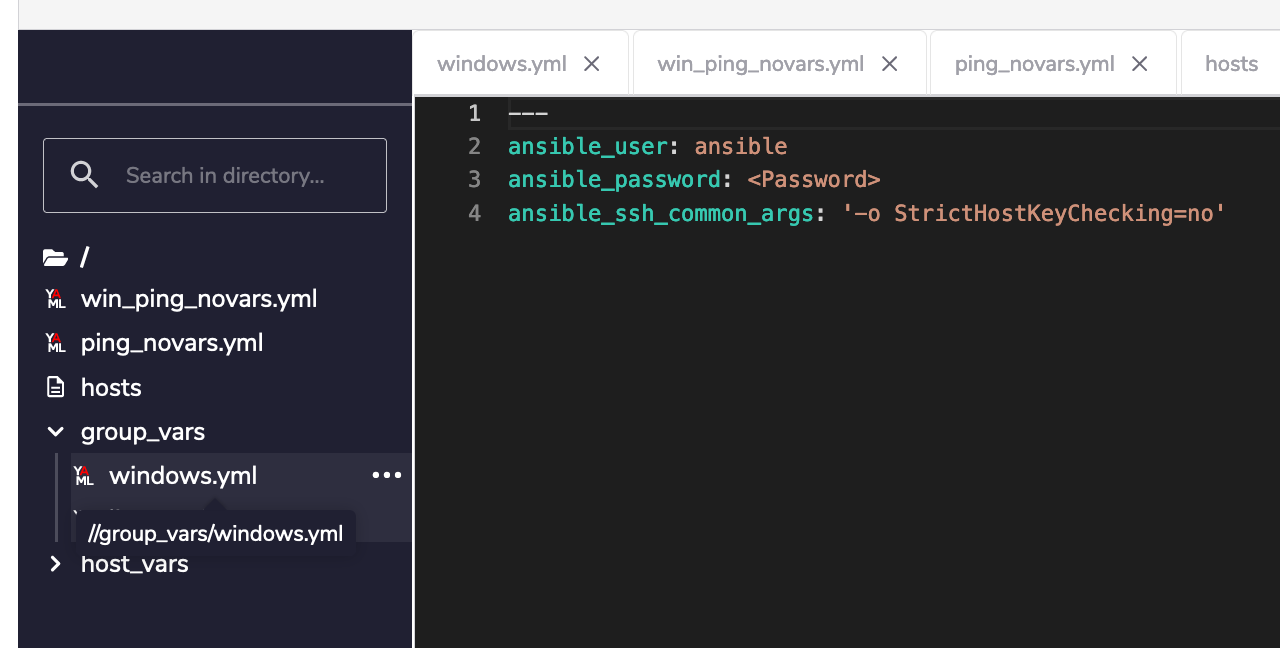 windows.yml
win_ping_novars.yml
ping_novars.yml
hosts
Search in directory...
/
win_ping_novars.yml
ping_novars.yml
hosts
group_vars
windows.yml
//group_vars/windows.yml
host_vars
1 ---
2 ansible_user: ansible
3 ansible_password: <Password>
4 ansible_ssh_common_args: '-o StrictHostKeyChecking=no'